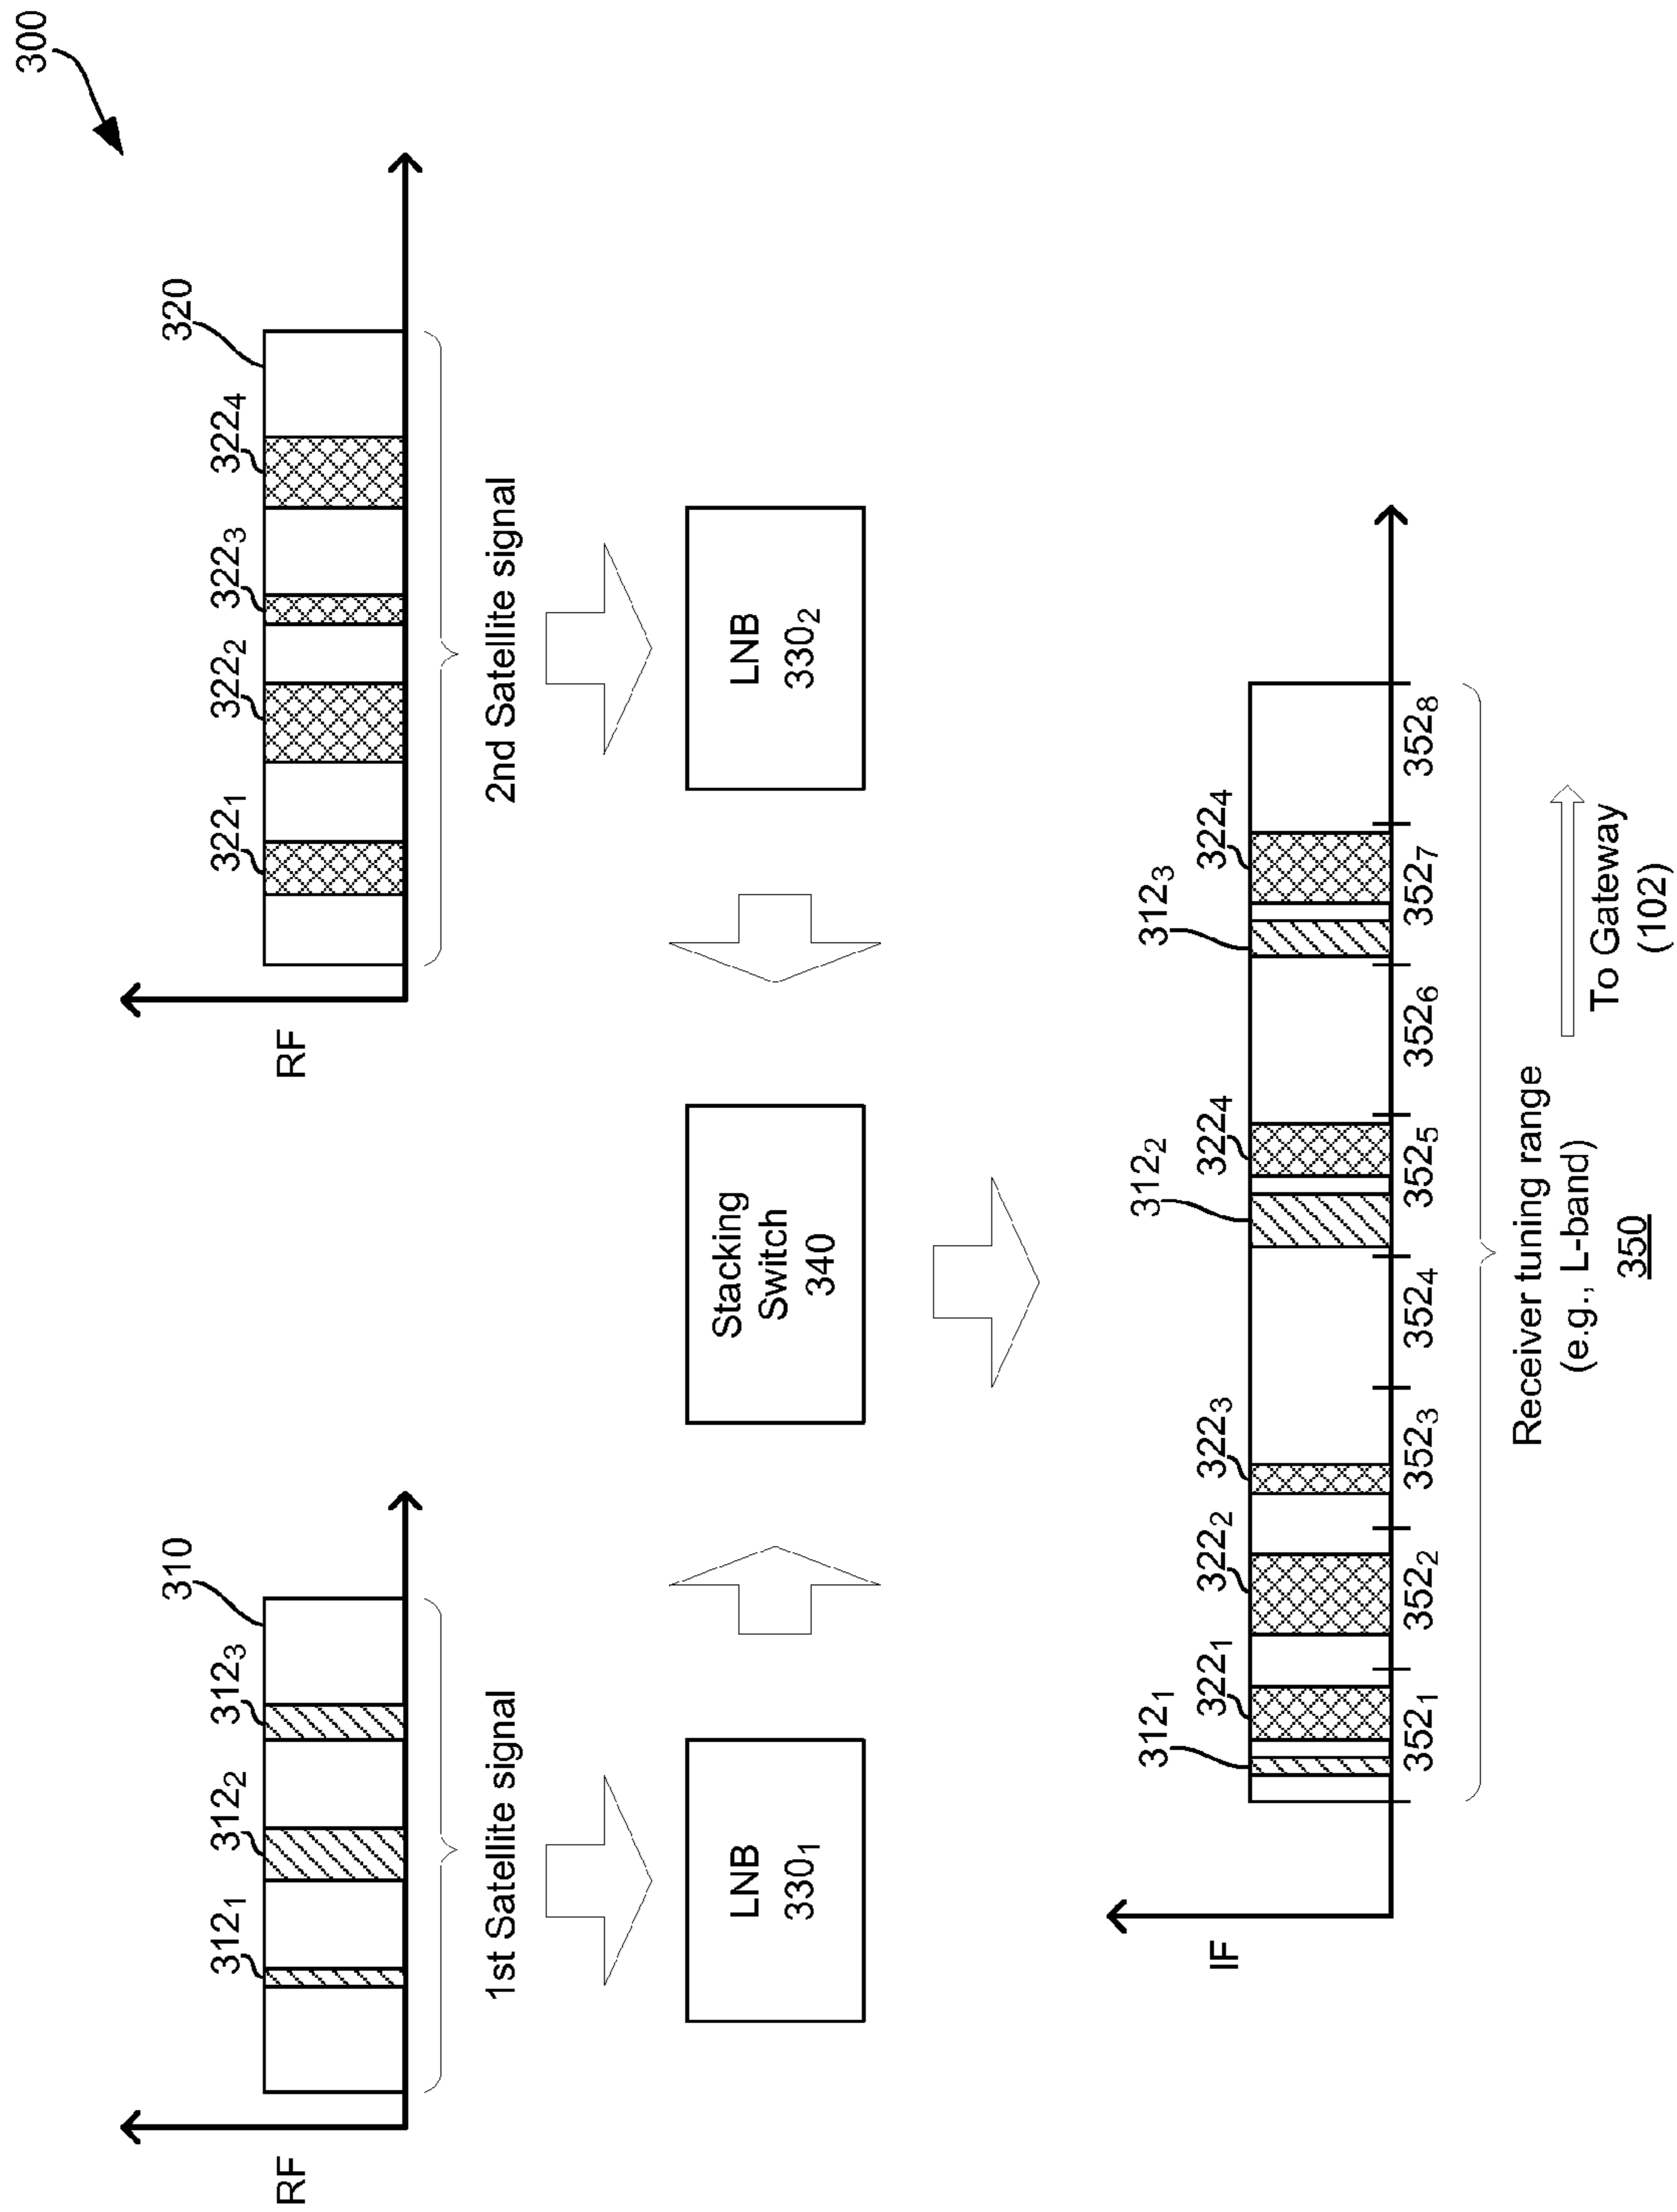 300
RF
310
312₁
312₂
312₃
1st Satellite signal
RF
320
322₁
322₂
322₃
322₄
2nd Satellite signal
LNB
330₁
Stacking
Switch
340
LNB
330₂
IF
312₁
322₁
322₂
322₃
312₂
322₄
312₃
322₄
352₁
352₂
352₃
352₄
352₅
352₆
352₇
352₈
Receiver tuning range
(e.g., L-band)
350
To Gateway
(102)